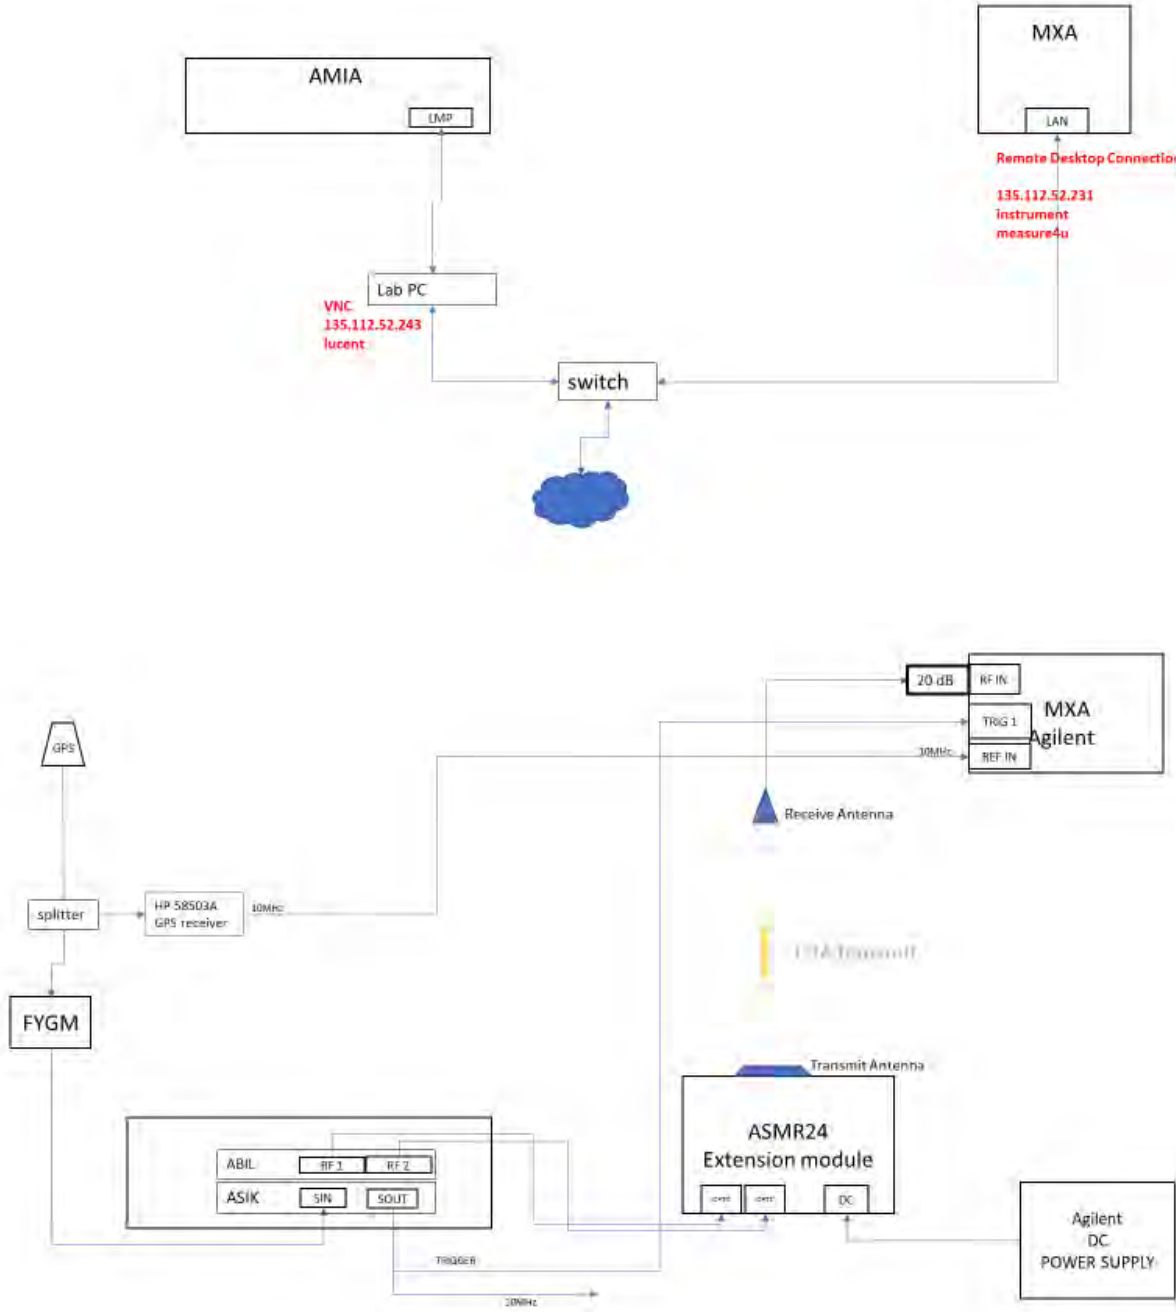 MXA
AMIA
LMP
LAN
Remote Desktop Connection
135.112.52.231
instrument
measure4u
Lab PC
VNC
135.112.52.243
lucent
switch
20 dB
RF IN
MXA
Agilent
TRIG 1
10MHz
REF IN
GPS
Receive Antenna
splitter
HP 58503A
GPS receiver
10MHz
Transmit
FYGM
Transmit Antenna
ASMR24
Extension module
ABIL
RF 1
RF 2
ASIK
SIN
SOUT
DC
Agilent
DC
POWER SUPPLY
TRIGGER
10MHz